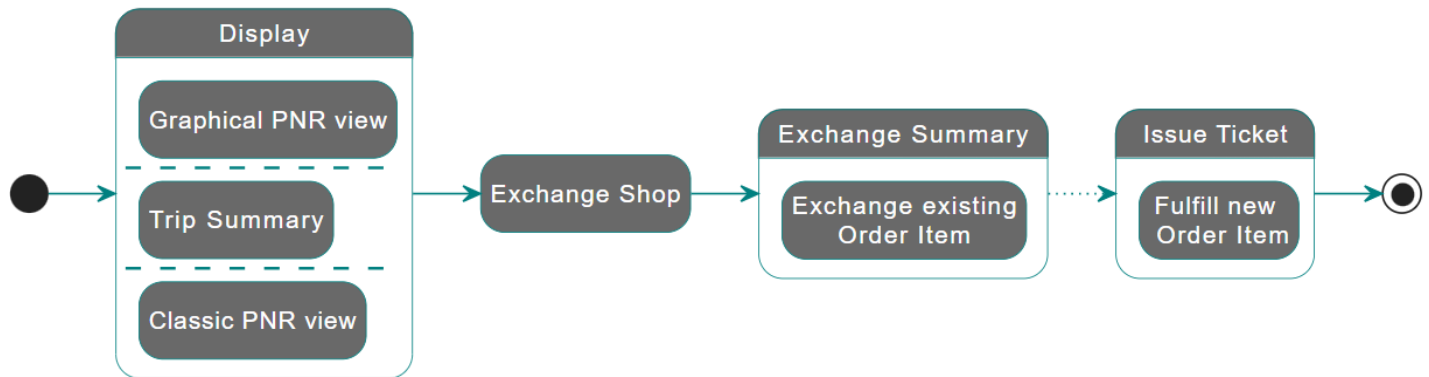 Display
Graphical PNR view
Trip Summary
Classic PNR view
Exchange Shop
Exchange Summary
Exchange existing
Order Item
Issue Ticket
Fulfill new
Order Item